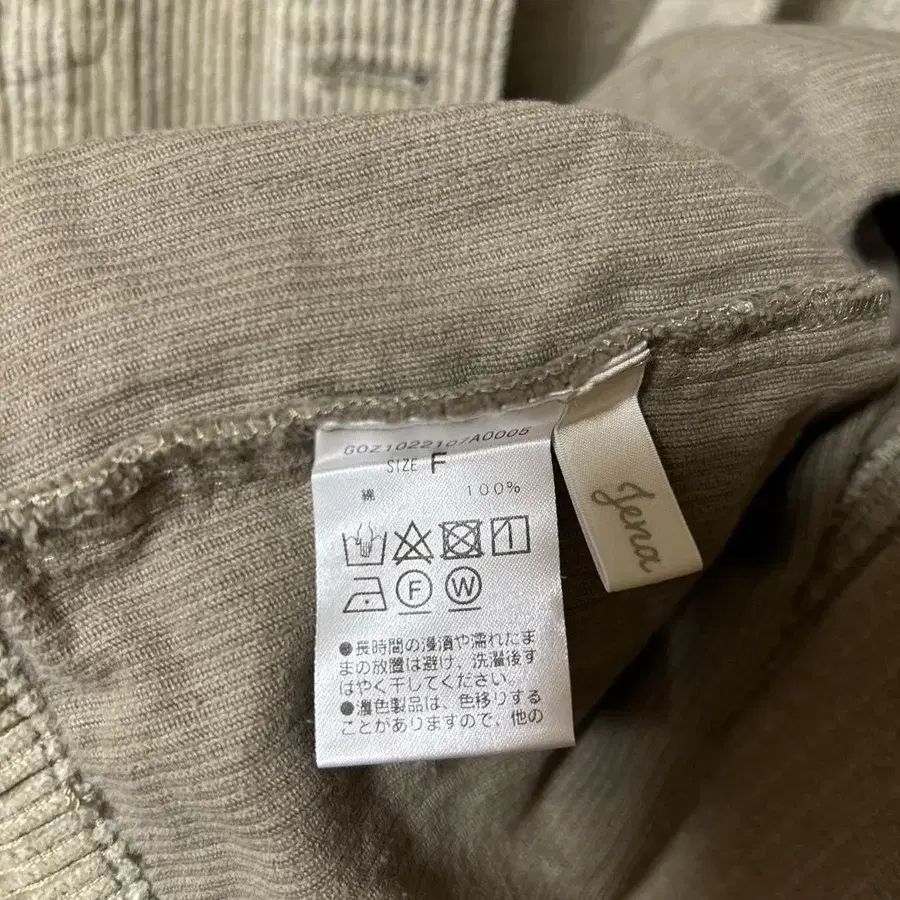 GOZ1022107A0005
SIZE F
綿 100%
F W
●長時間の浸漬や濡れたま
まの放置は避け、洗濯後す
ばやく干してください。
●濃色製品は、色移りする
ことがありますので、他の
Jena